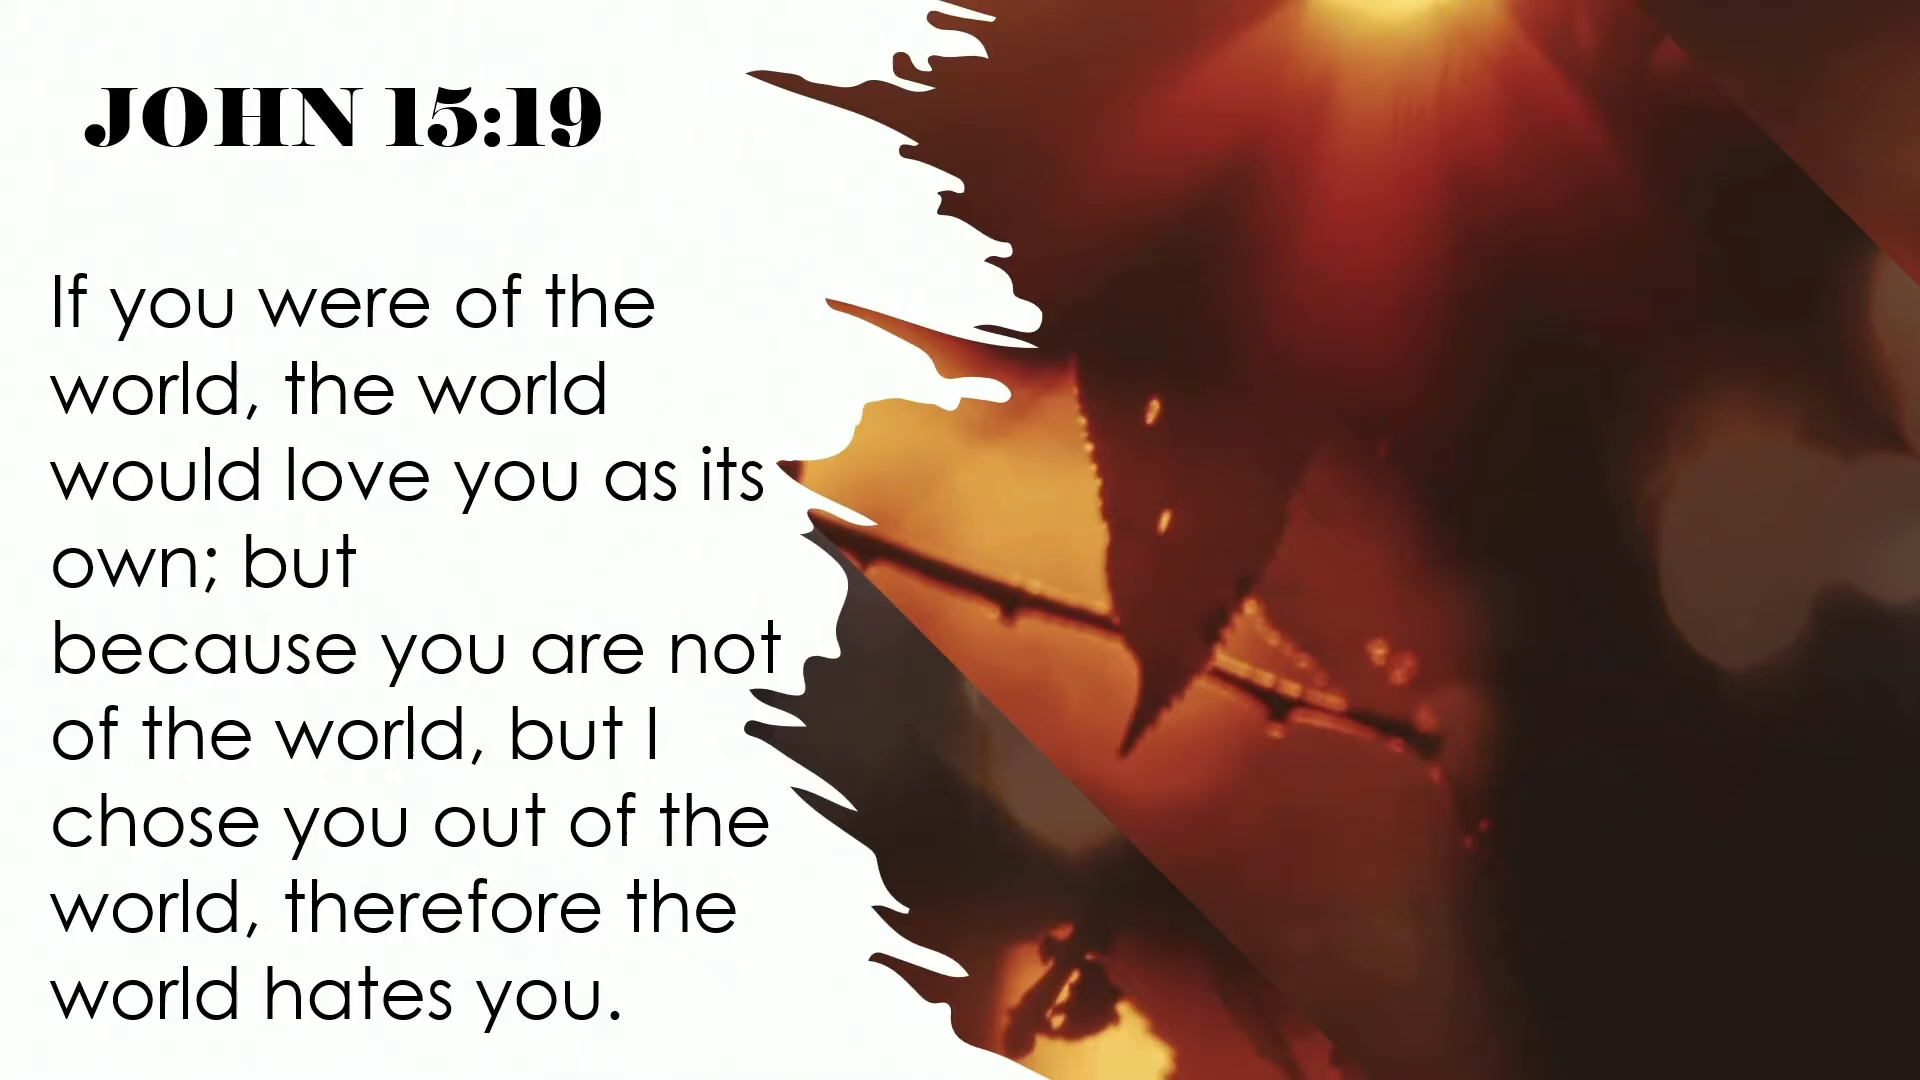 JOHN 15:19
If you were of the
world, the world
would love you as its
own; but
because you are not
of the world, but I
chose you out of the
world, therefore the
world hates you.